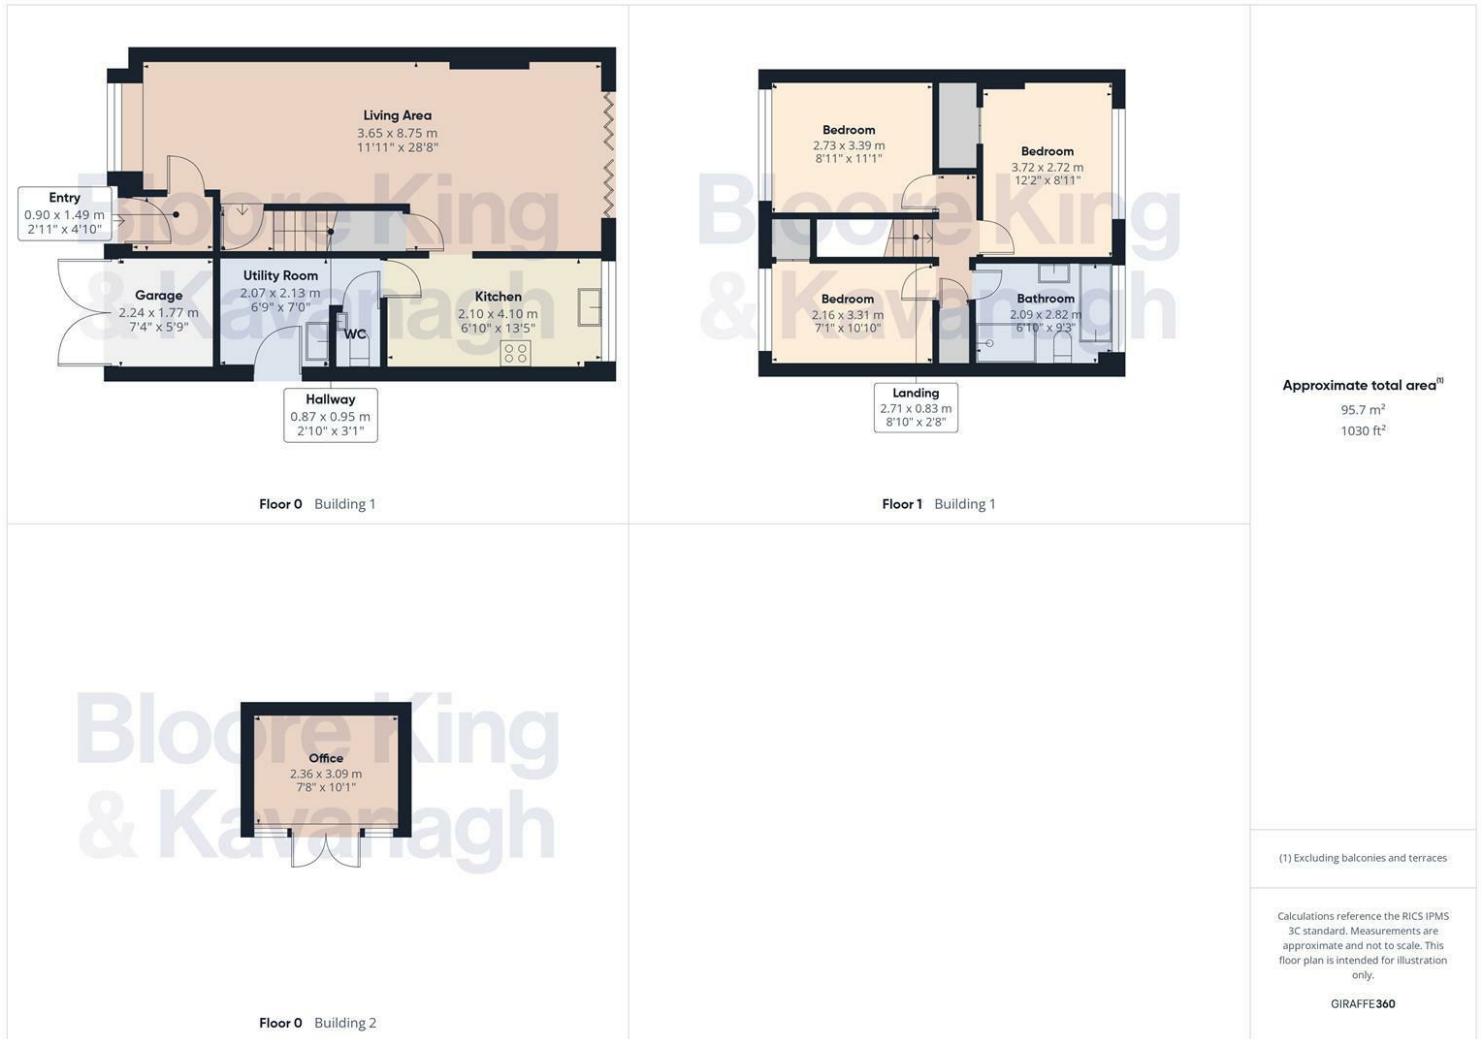 Living Area
3.65 x 8.75 m
11'11" x 28'8"
Entry
0.90 x 1.49 m
2'11" x 4'10"
Garage
2.24 x 1.77 m
7'4" x 5'9"
Utility Room
2.07 x 2.13 m
6'9" x 7'0"
WC
Kitchen
2.10 x 4.10 m
6'10" x 13'5"
Hallway
0.87 x 0.95 m
2'10" x 3'1"
Bloore King
& Kavanagh
Floor 0 Building 1
Bedroom
2.73 x 3.39 m
8'11" x 11'1"
Bedroom
3.72 x 2.72 m
12'2" x 8'11"
Bedroom
2.16 x 3.31 m
7'1" x 10'10"
Bathroom
2.09 x 2.82 m
6'10" x 9'3"
Landing
2.71 x 0.83 m
8'10" x 2'8"
Bloore King
& Kavanagh
Floor 1 Building 1
Office
2.36 x 3.09 m
7'8" x 10'1"
Bloore King
& Kavanagh
Floor 0 Building 2
Approximate total area(1)
95.7 m²
1030 ft²
(1) Excluding balconies and terraces
Calculations reference the RICS IPMS
3C standard. Measurements are
approximate and not to scale. This
floor plan is intended for illustration
only.
GIRAFFE360